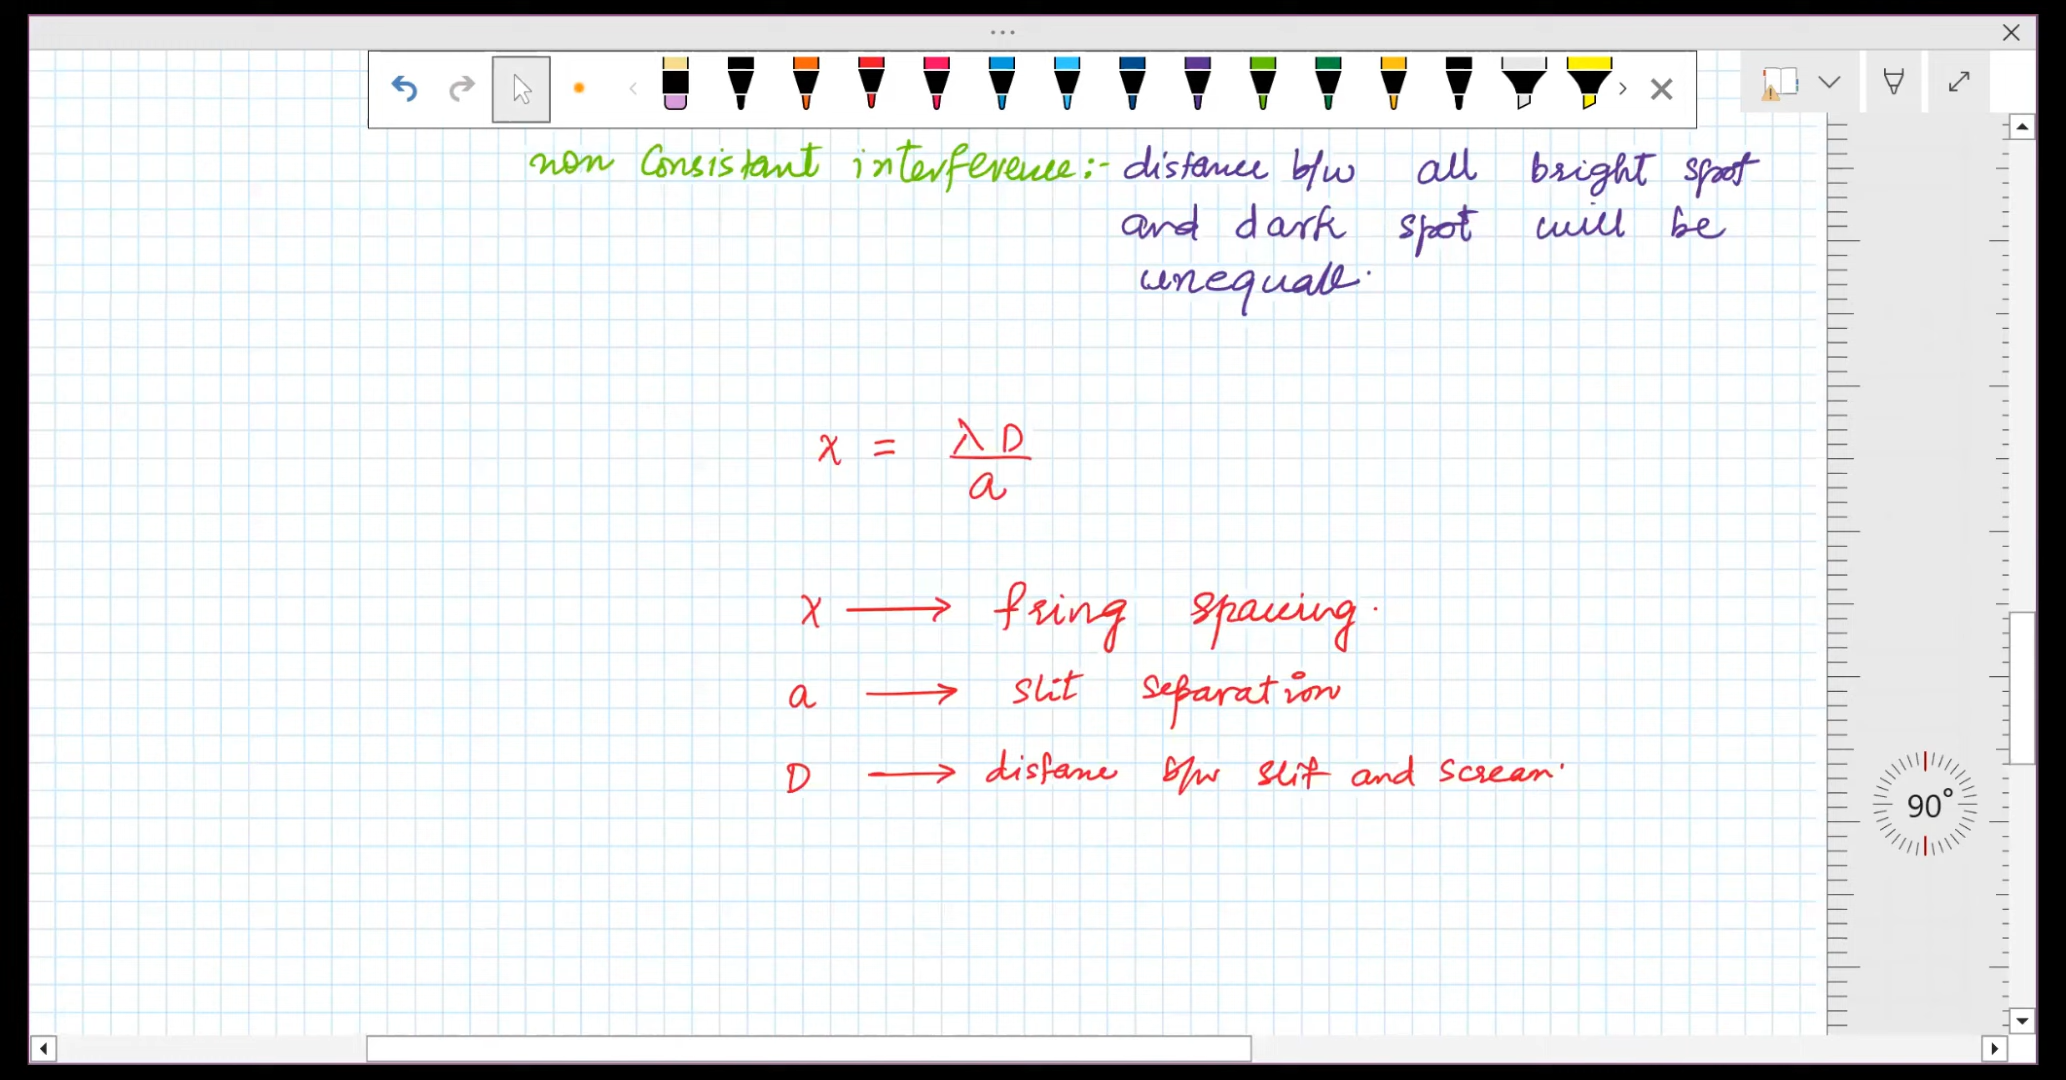 non Consistant interference:- distance b/w all bright spot
and dark spot will be
unequall.
x = λD/a
x → fring spacing.
a → slit separation
D → distane b/w slit and screan.
90°